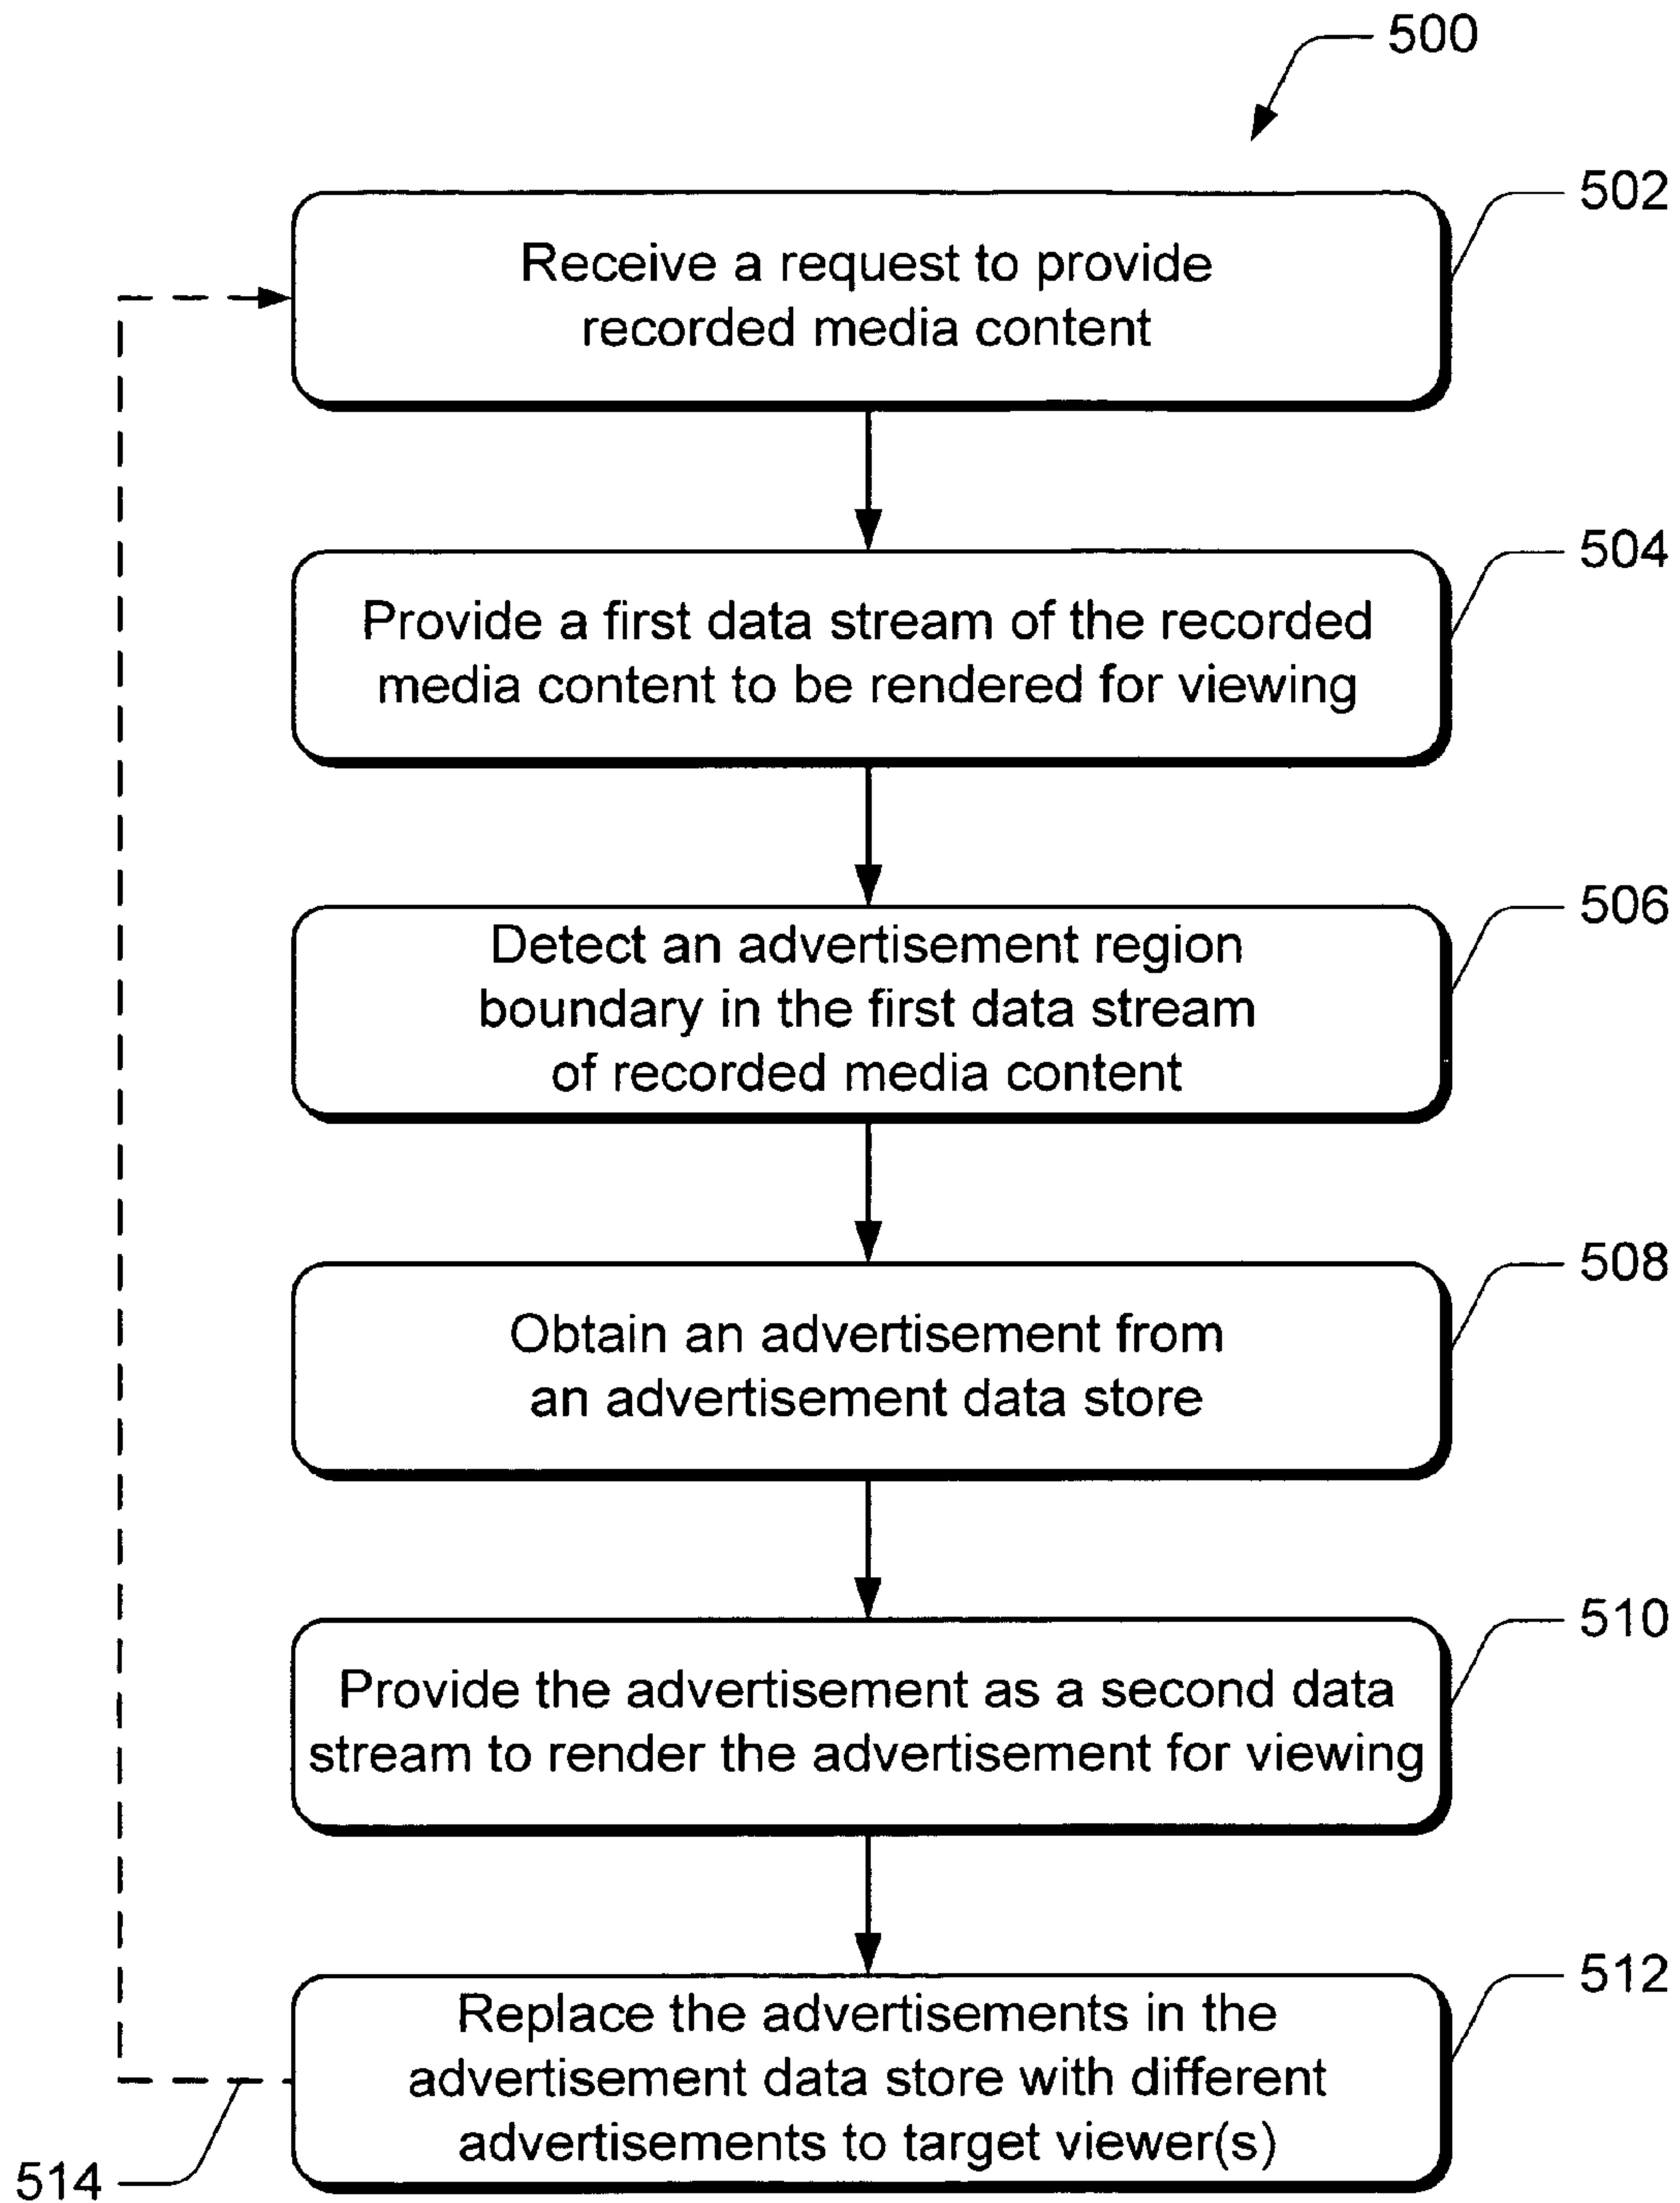 500
502
Receive a request to provide
recorded media content
504
Provide a first data stream of the recorded
media content to be rendered for viewing
506
Detect an advertisement region
boundary in the first data stream
of recorded media content
508
Obtain an advertisement from
an advertisement data store
510
Provide the advertisement as a second data
stream to render the advertisement for viewing
512
Replace the advertisements in the
advertisement data store with different
advertisements to target viewer(s)
514